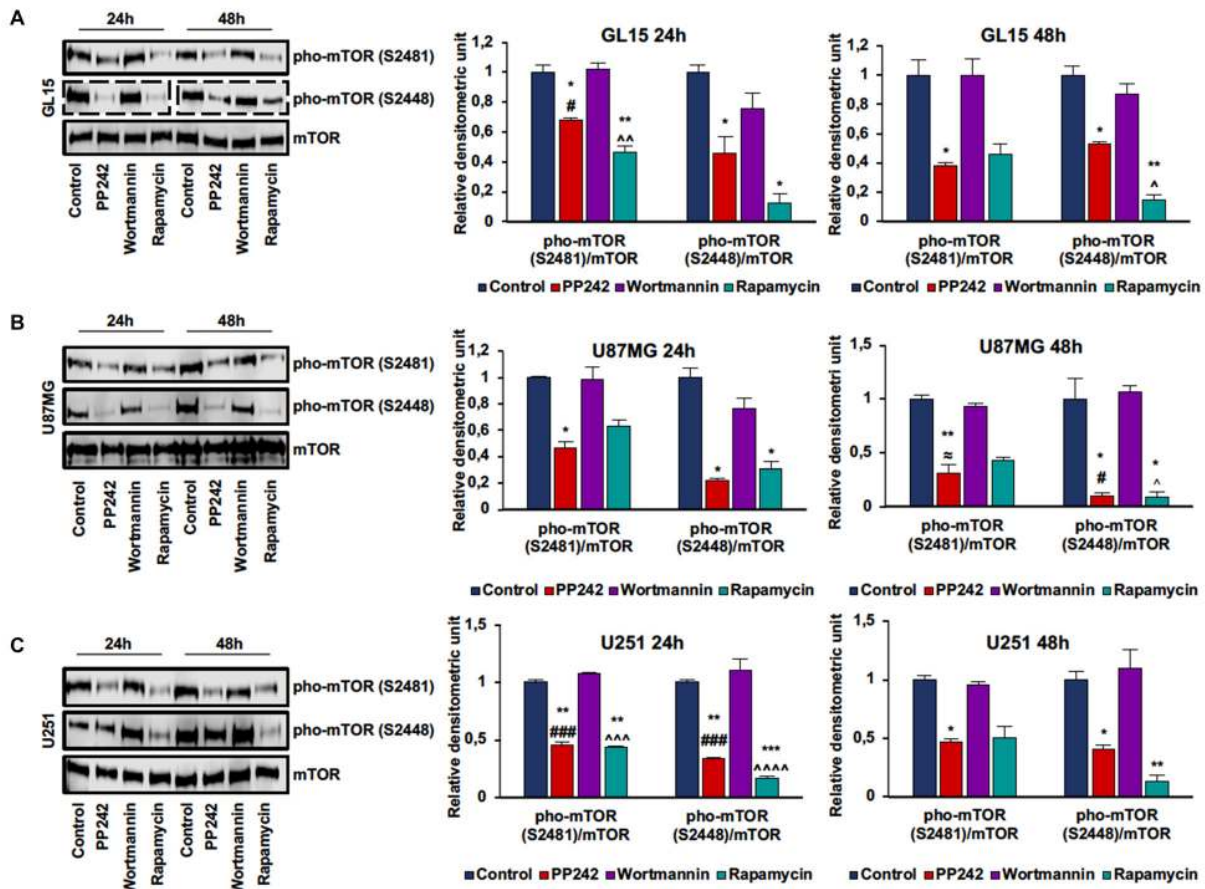 A
24h
48h
GL15
pho-mTOR (S2481)
pho-mTOR (S2448)
mTOR
Control
PP242
Wortmannin
Rapamycin
Control
PP242
Wortmannin
Rapamycin
GL15 24h
Relative densitometric unit
1,2
1
0,8
0,6
0,4
0,2
0
*
#
**
^^
*
*
pho-mTOR
(S2481)/mTOR
pho-mTOR
(S2448)/mTOR
Control PP242 Wortmannin Rapamycin
GL15 48h
Relative densitometric unit
1,2
1
0,8
0,6
0,4
0,2
0
*
*
**
^
pho-mTOR
(S2481)/mTOR
pho-mTOR
(S2448)/mTOR
Control PP242 Wortmannin Rapamycin
B
24h
48h
U87MG
pho-mTOR (S2481)
pho-mTOR (S2448)
mTOR
Control
PP242
Wortmannin
Rapamycin
Control
PP242
Wortmannin
Rapamycin
U87MG 24h
Relative densitometric unit
1,2
1
0,8
0,6
0,4
0,2
0
*
*
*
pho-mTOR
(S2481)/mTOR
pho-mTOR
(S2448)/mTOR
Control PP242 Wortmannin Rapamycin
U87MG 48h
Relative densitometri unit
1,5
1
0,5
0
**
≈
*
#
*
^
pho-mTOR
(S2481)/mTOR
pho-mTOR
(S2448)/mTOR
Control PP242 Wortmannin Rapamycin
C
24h
48h
U251
pho-mTOR (S2481)
pho-mTOR (S2448)
mTOR
Control
PP242
Wortmannin
Rapamycin
Control
PP242
Wortmannin
Rapamycin
U251 24h
Relative densitometric unit
1,5
1
0,5
0
**
###
**
^^^
**
###
***
^^^^
pho-mTOR
(S2481)/mTOR
pho-mTOR
(S2448)/mTOR
Control PP242 Wortmannin Rapamycin
U251 48h
Relative densitometric unit
1,5
1
0,5
0
*
*
**
pho-mTOR
(S2481)/mTOR
pho-mTOR
(S2448)/mTOR
Control PP242 Wortmannin Rapamycin